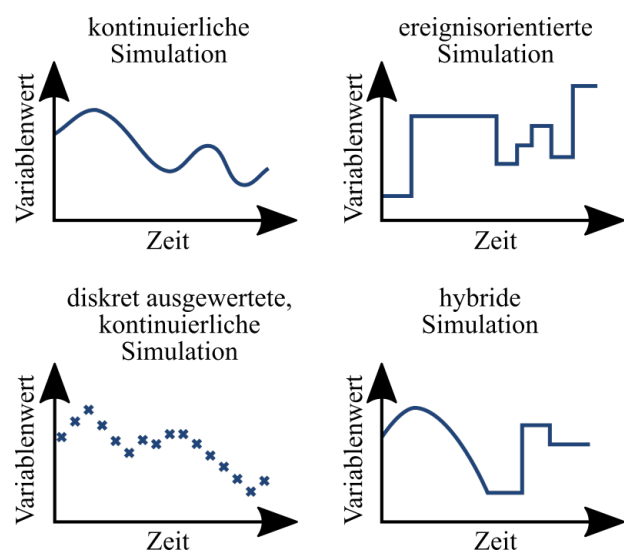 kontinuierliche
Simulation
Variablenwert
Zeit
ereignisorientierte
Simulation
Variablenwert
Zeit
diskret ausgewertete,
kontinuierliche
Simulation
Variablenwert
Zeit
hybride
Simulation
Variablenwert
Zeit